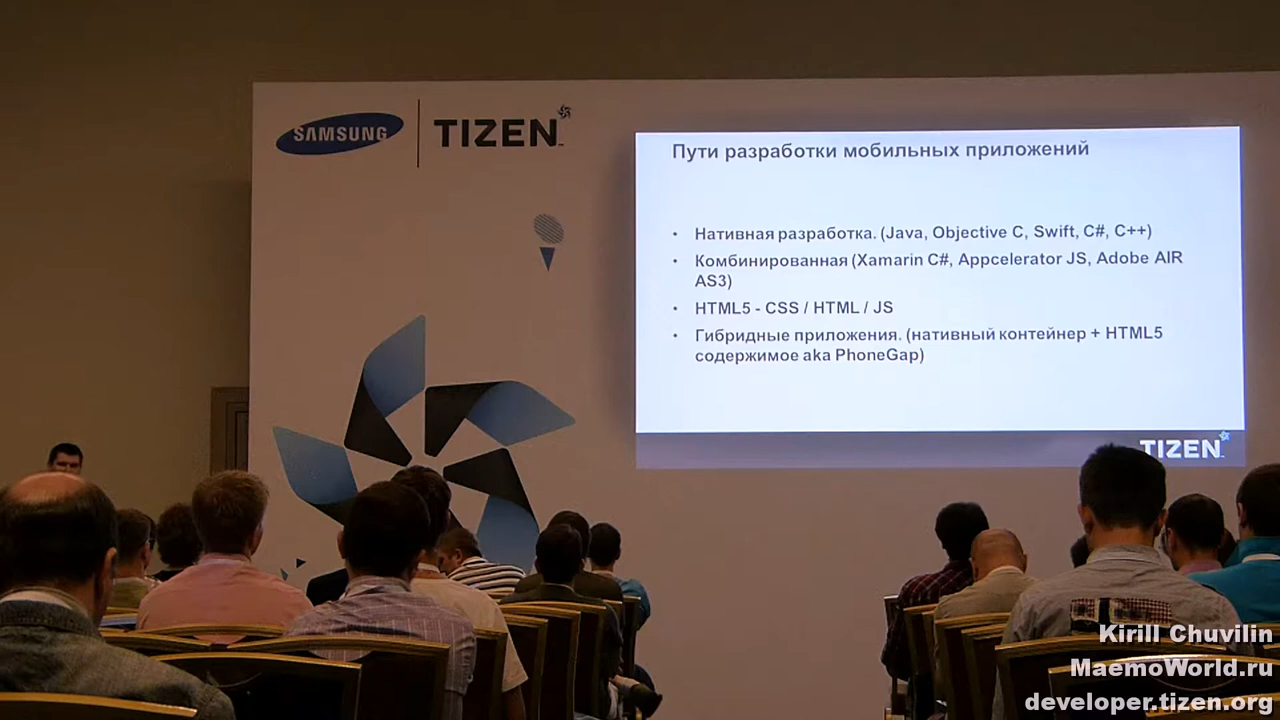 SAMSUNG
TIZEN
Пути разработки мобильных приложений
• Нативная разработка. (Java, Objective C, Swift, C#, C++)
• Комбинированная (Xamarin C#, Appcelerator JS, Adobe AIR
AS3)
• HTML5 - CSS / HTML / JS
• Гибридные приложения. (нативный контейнер + HTML5
содержимое aka PhoneGap)
TIZEN
Kirill Chuvilin
MaemoWorld.ru
developer.tizen.org